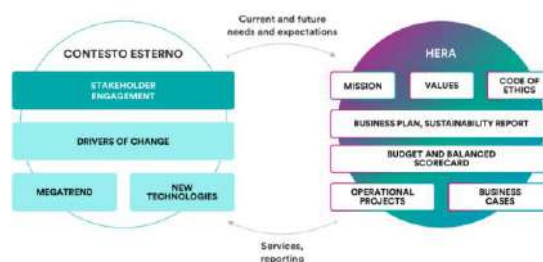 Current and future
needs and expectations
CONTESTO ESTERNO
STAKEHOLDER
ENGAGEMENT
DRIVERS OF CHANGE
MEGATREND
NEW
TECHNOLOGIES
HERA
MISSION
VALUES
CODE OF
ETHICS
BUSINESS PLAN, SUSTAINABILITY REPORT
BUDGET AND BALANCED
SCORECARD
OPERATIONAL
PROJECTS
BUSINESS
CASES
Services,
reporting